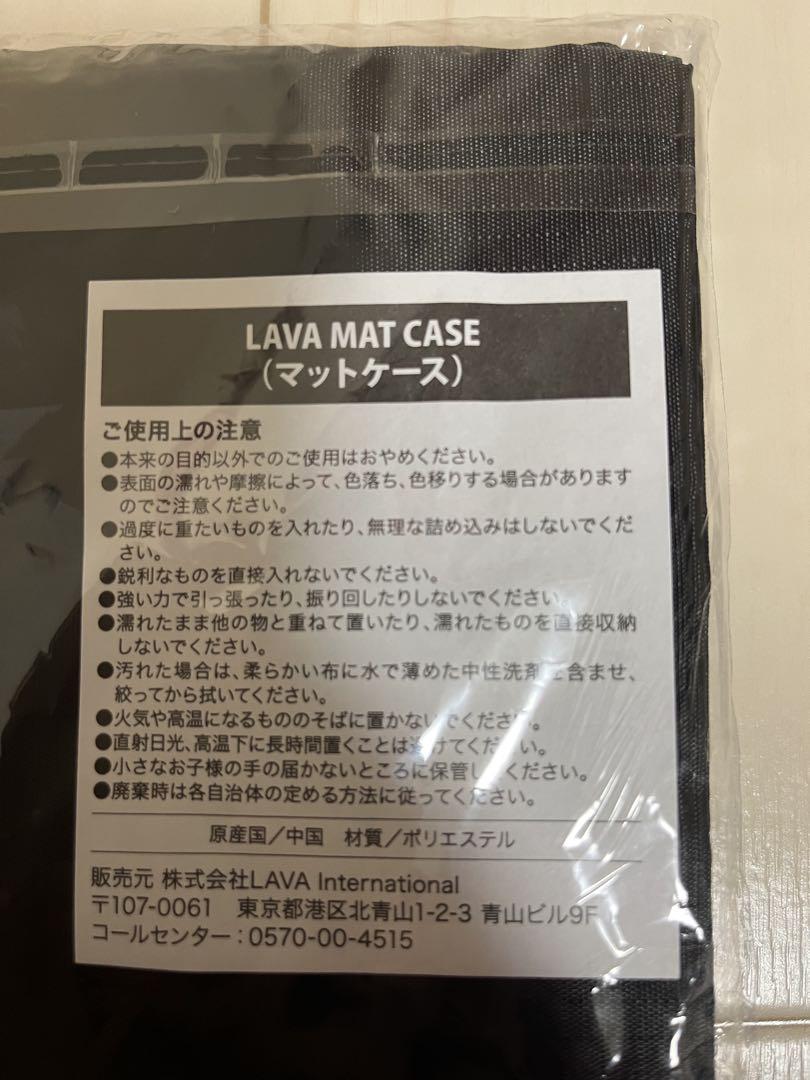 LAVA MAT CASE
（マットケース）
ご使用上の注意
●本来の目的以外でのご使用はおやめください。
●表面の濡れや摩擦によって、色落ち、色移りする場合があります
のでご注意ください。
●過度に重たいものを入れたり、無理な詰め込みはしないでくだ
さい。
●鋭利なものを直接入れないでください。
●強い力で引っ張ったり、振り回したりしないでください。
●濡れたまま他の物と重ねて置いたり、濡れたものを直接収納
しないでください。
●汚れた場合は、柔らかい布に水で薄めた中性洗剤を含ませ、
絞ってから拭いてください。
●火気や高温になるもののそばに置かないでください。
●直射日光、高温下に長時間置くことは避けてください。
●小さなお子様の手の届かないところに保管してください。
●廃棄時は各自治体の定める方法に従ってください。
原産国／中国　材質／ポリエステル
販売元 株式会社LAVA International
〒107-0061　東京都港区北青山1-2-3 青山ビル9F
コールセンター：0570-00-4515